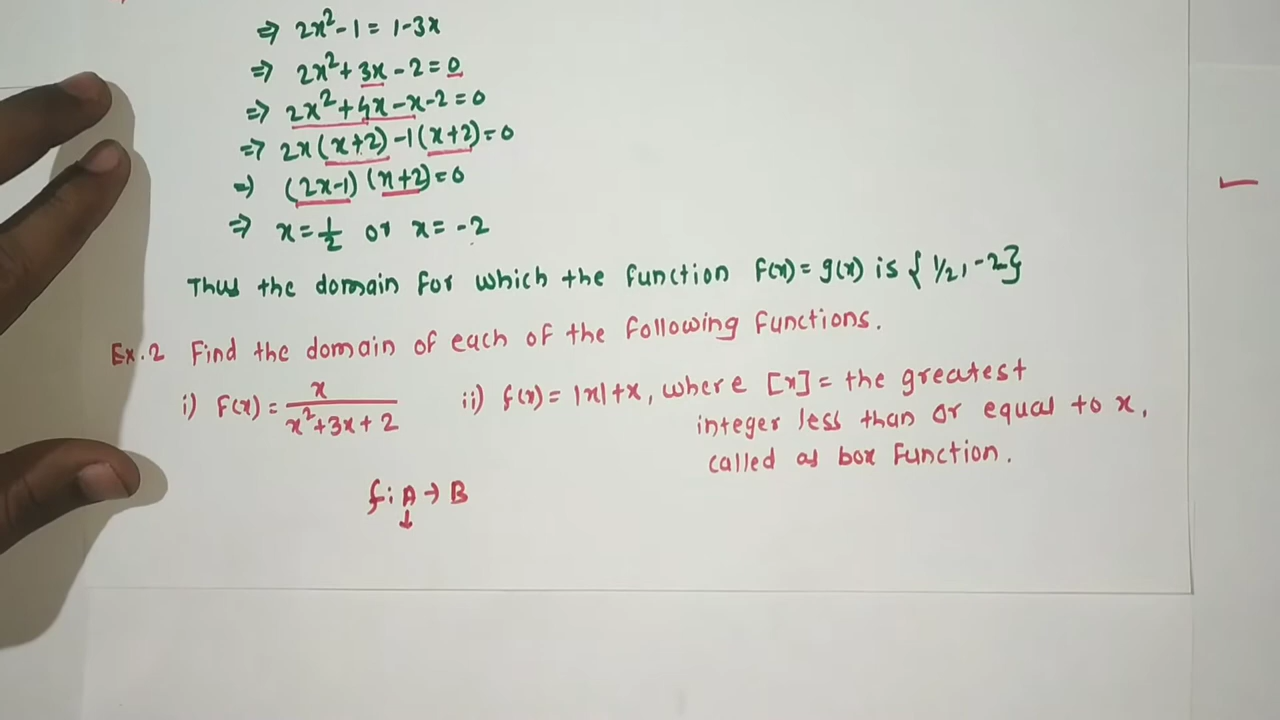 ⇒ 2x²-1 = 1-3x
⇒ 2x²+3x-2=0
⇒ 2x²+4x-x-2=0
⇒ 2x(x+2)-1(x+2)=0
⇒ (2x-1)(x+2)=0
⇒ x=1/2 or x=-2
Thus the domain for which the function f(x)=g(x) is {1/2,-2}
Ex.2 Find the domain of each of the following functions.
i) F(x)= x/(x²+3x+2) ii) f(x)= |x|+x, where [x]= the greatest
integer less than or equal to x,
called as box function.
f:A→B
↓